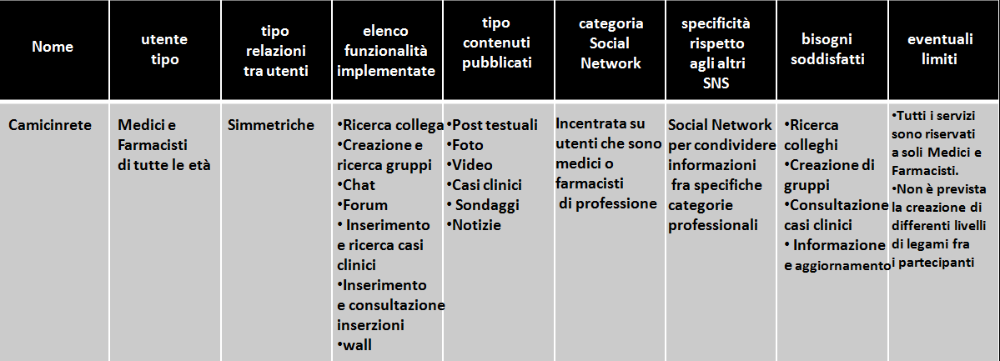 Nome
utente
tipo
tipo
relazioni
tra utenti
elenco
funzionalità
implementate
tipo
contenuti
pubblicati
categoria
Social
Network
specificità
rispetto
agli altri
SNS
bisogni
soddisfatti
eventuali
limiti
Camicinrete
Medici e
Farmacisti
di tutte le età
Simmetriche
•Ricerca collega
•Creazione e
ricerca gruppi
•Chat
•Forum
• Inserimento
e ricerca casi
clinici
•Inserimento
e consultazione
inserzioni
•wall
•Post testuali
•Foto
•Video
•Casi clinici
• Sondaggi
•Notizie
Incentrata su
utenti che sono
medici o
farmacisti
di professione
Social Network
per condividere
informazioni
fra specifiche
categorie
professionali
•Ricerca
colleghi
•Creazione di
gruppi
•Consultazione
casi clinici
• Informazione
e aggiornamento
•Tutti i servizi
sono riservati
a soli Medici e
Farmacisti.
•Non è prevista
la creazione di
differenti livelli
di legami fra
i partecipanti